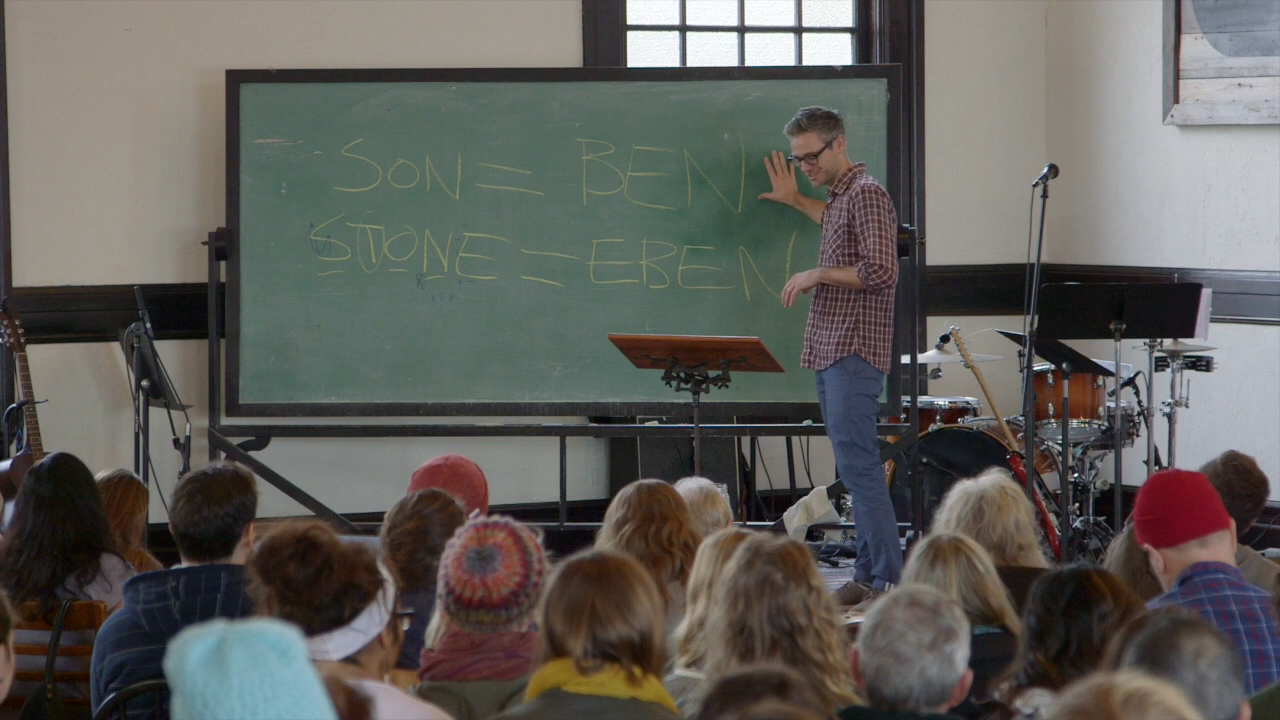 SON = BEN
STONE = EBEN